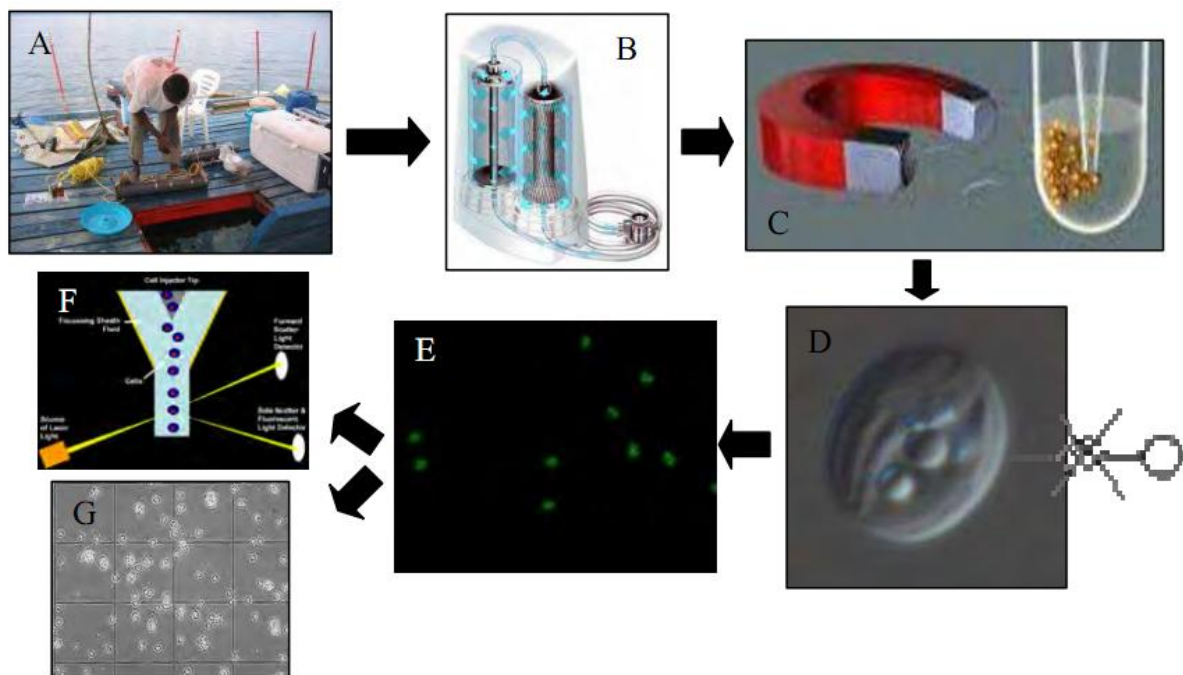 A
B
C
D
E
F
Cell Injector Tip
Focussing Sheath
Fluid
Cells
Forward
Scatter
Light
Detector
Source
of Laser
Light
Side Scatter &
Fluorescent
Light Detector
G